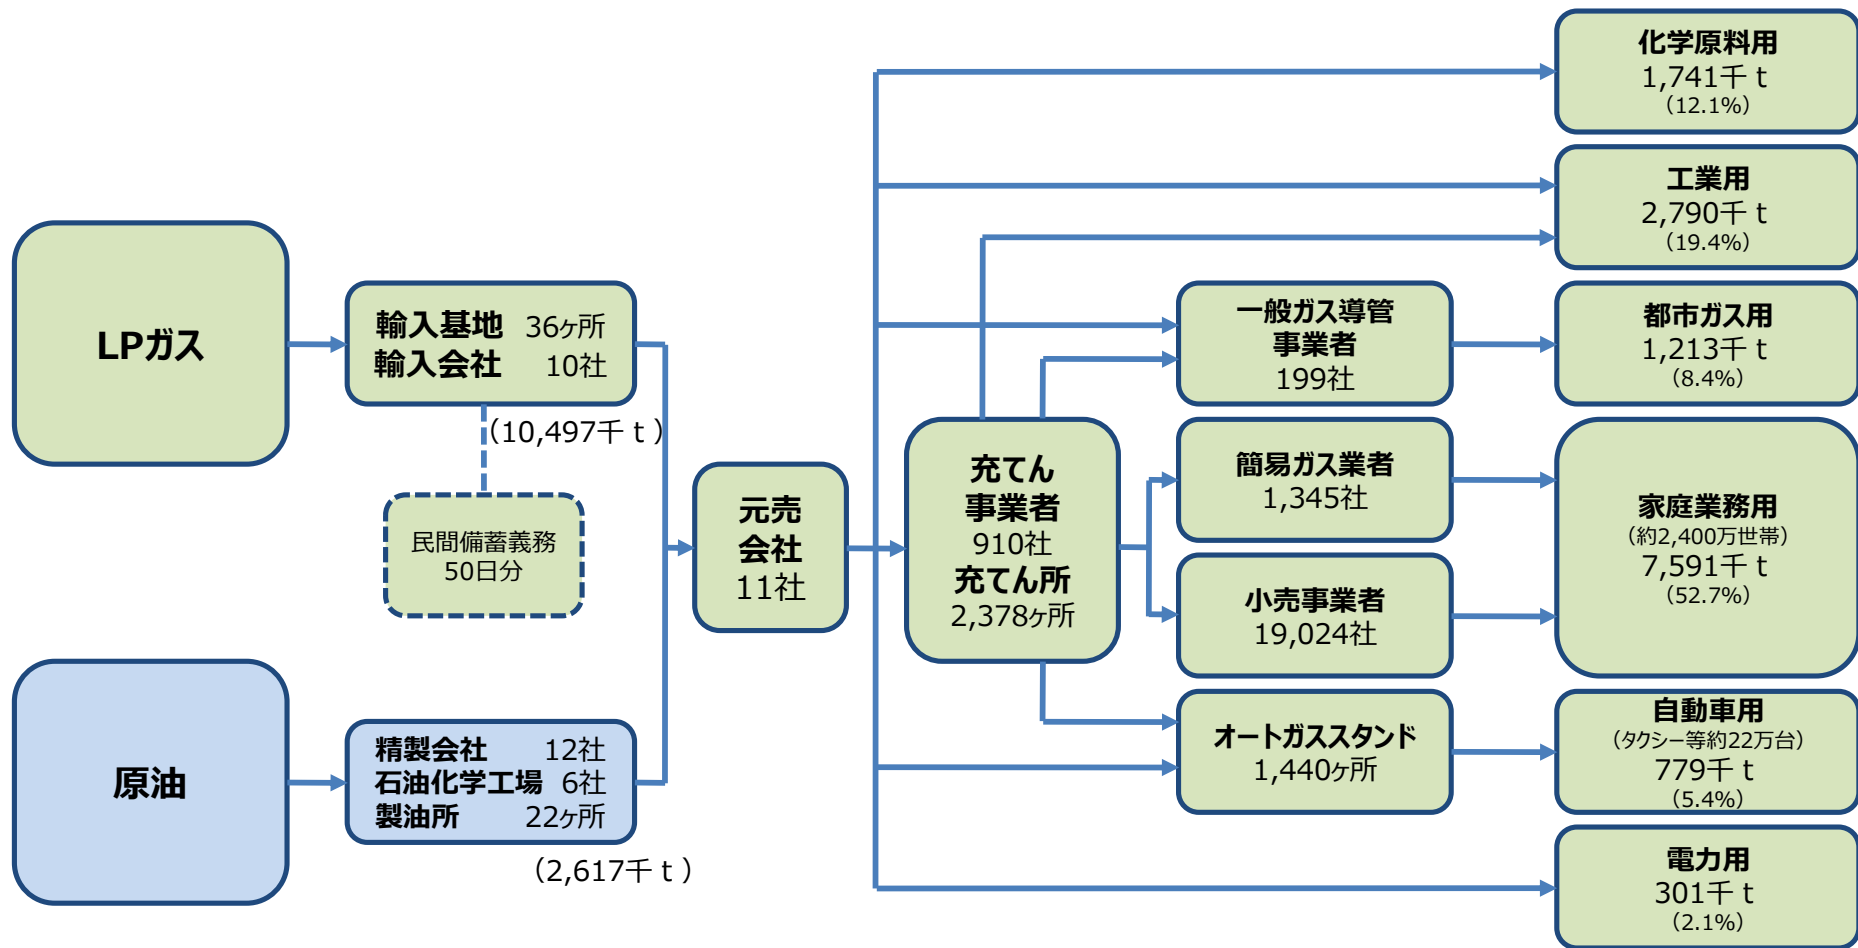 LPガス
輸入基地 36ヶ所
輸入会社 10社
(10,497千ｔ)
民間備蓄義務
50日分
原油
精製会社 12社
石油化学工場 6社
製油所 22ヶ所
(2,617千ｔ)
元売
会社
11社
充てん
事業者
910社
充てん所
2,378ヶ所
一般ガス導管
事業者
199社
簡易ガス業者
1,345社
小売事業者
19,024社
オートガススタンド
1,440ヶ所
化学原料用
1,741千ｔ
(12.1%)
工業用
2,790千ｔ
(19.4%)
都市ガス用
1,213千ｔ
(8.4%)
家庭業務用
(約2,400万世帯)
7,591千ｔ
(52.7%)
自動車用
(タクシー等約22万台)
779千ｔ
(5.4%)
電力用
301千ｔ
(2.1%)